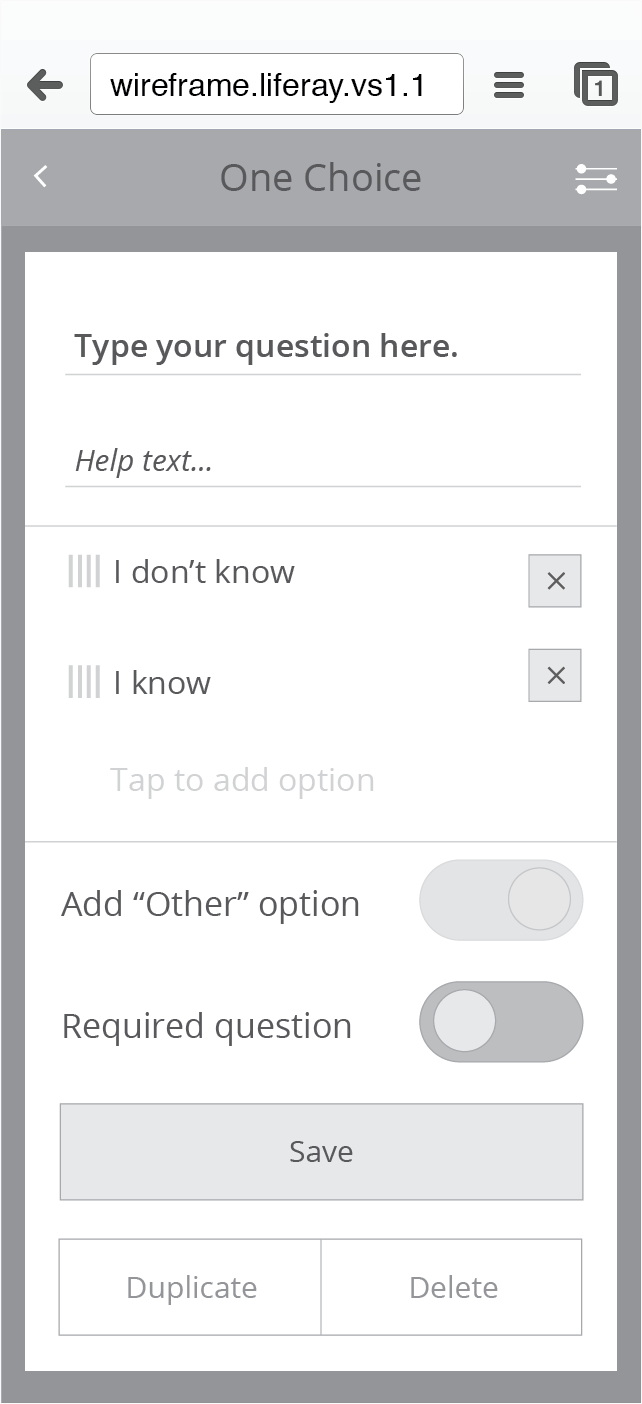 wireframe.liferay.vs1.1
1
One Choice
Type your question here.
Help text...
I don’t know
I know
Tap to add option
Add “Other” option
Required question
Save
Duplicate Delete